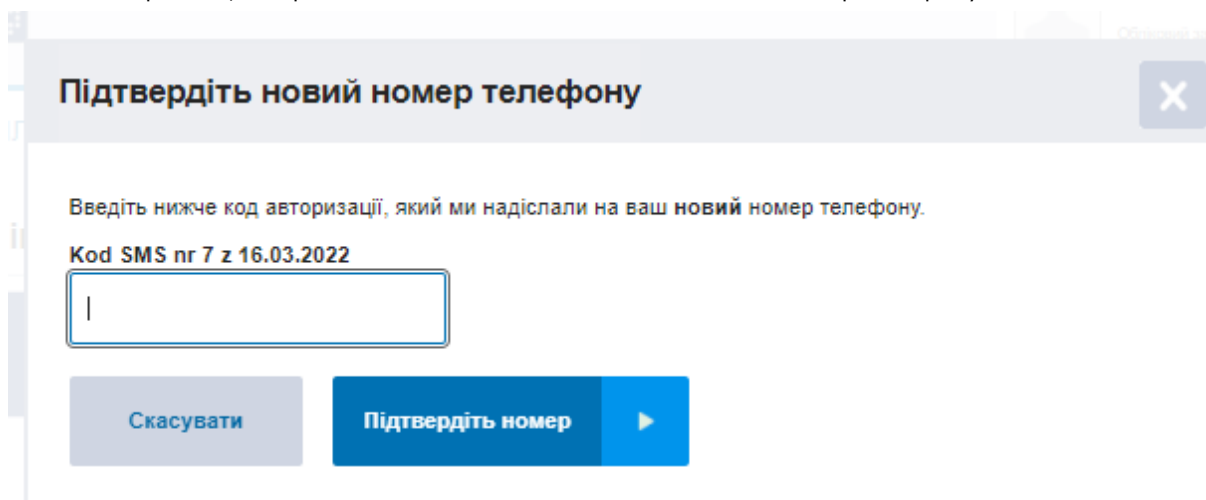 Підтвердіть новий номер телефону
Введіть нижче код авторизації, який ми надіслали на ваш новий номер телефону.
Kod SMS nr 7 z 16.03.2022
Скасувати
Підтвердіть номер